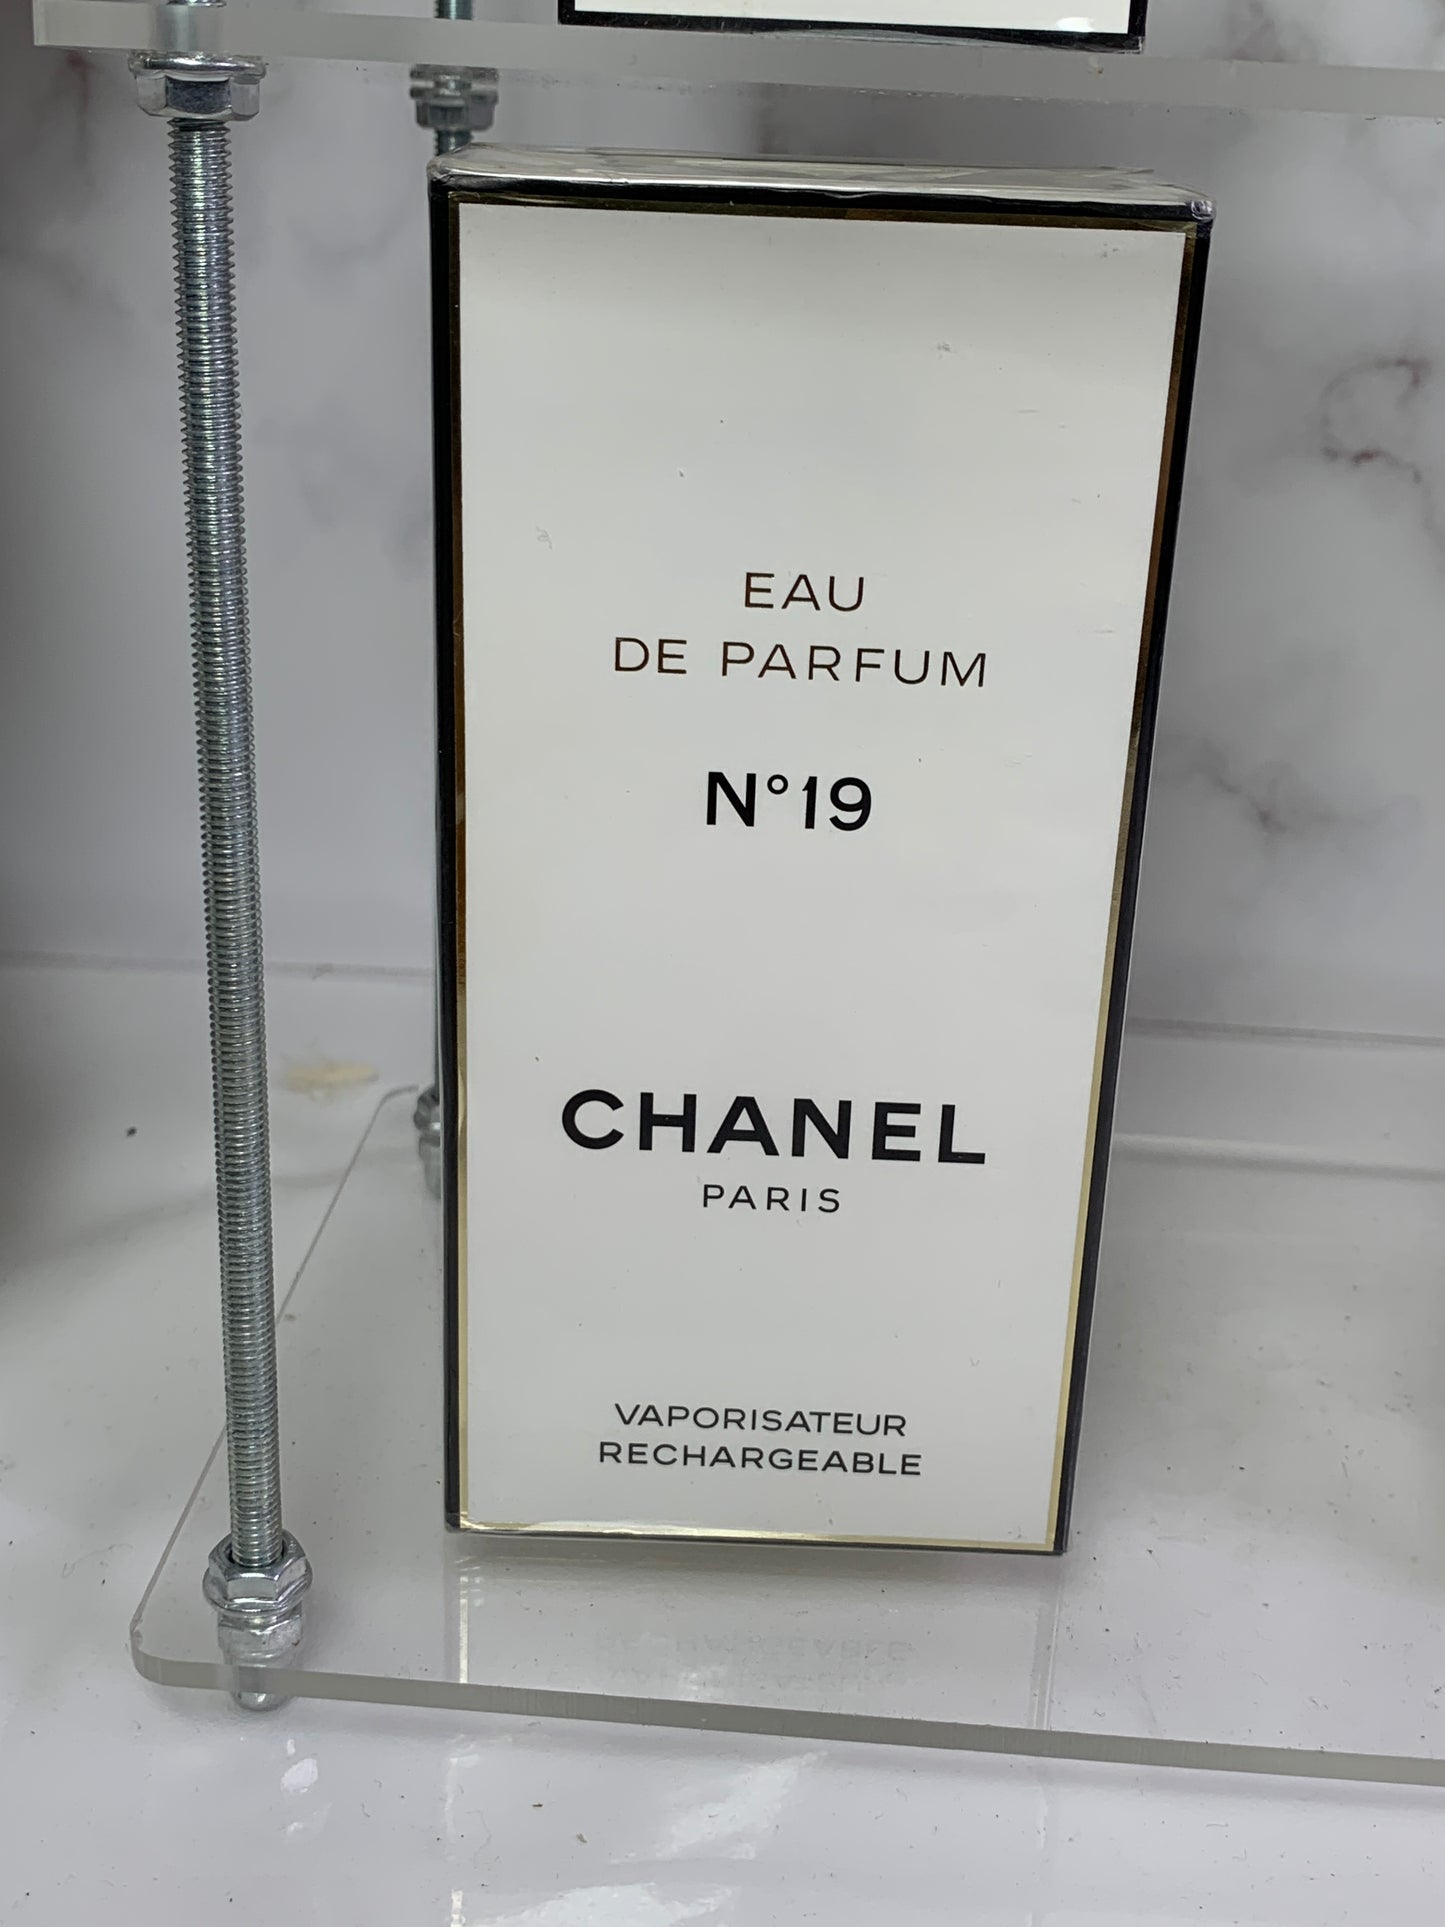 EAU
DE PARFUM
N°19
CHANEL
PARIS
VAPORISATEUR
RECHARGEABLE